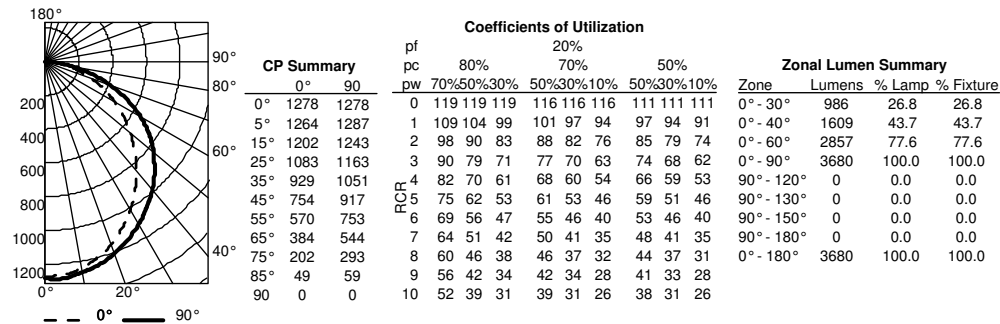 180°
90°
80°
60°
40°
200
400
600
800
1000
1200
0°
20°
0° 90°
CP Summary
0° 90
0° 1278 1278
5° 1264 1287
15° 1202 1243
25° 1083 1163
35° 929 1051
45° 754 917
55° 570 753
65° 384 544
75° 202 293
85° 49 59
90 0 0
Coefficients of Utilization
pf 20%
pc 80% 70% 50%
pw 70%50%30% 50%30%10% 50%30%10%
RCR
0 119 119 119 116 116 116 111 111 111
1 109 104 99 101 97 94 97 94 91
2 98 90 83 88 82 76 85 79 74
3 90 79 71 77 70 63 74 68 62
4 82 70 61 68 60 54 66 59 53
5 75 62 53 61 53 46 59 51 46
6 69 56 47 55 46 40 53 46 40
7 64 51 42 50 41 35 48 41 35
8 60 46 38 46 37 32 44 37 31
9 56 42 34 42 34 28 41 33 28
10 52 39 31 39 31 26 38 31 26
Zonal Lumen Summary
Zone Lumens % Lamp % Fixture
0° - 30° 986 26.8 26.8
0° - 40° 1609 43.7 43.7
0° - 60° 2857 77.6 77.6
0° - 90° 3680 100.0 100.0
90° - 120° 0 0.0 0.0
90° - 130° 0 0.0 0.0
90° - 150° 0 0.0 0.0
90° - 180° 0 0.0 0.0
0° - 180° 3680 100.0 100.0